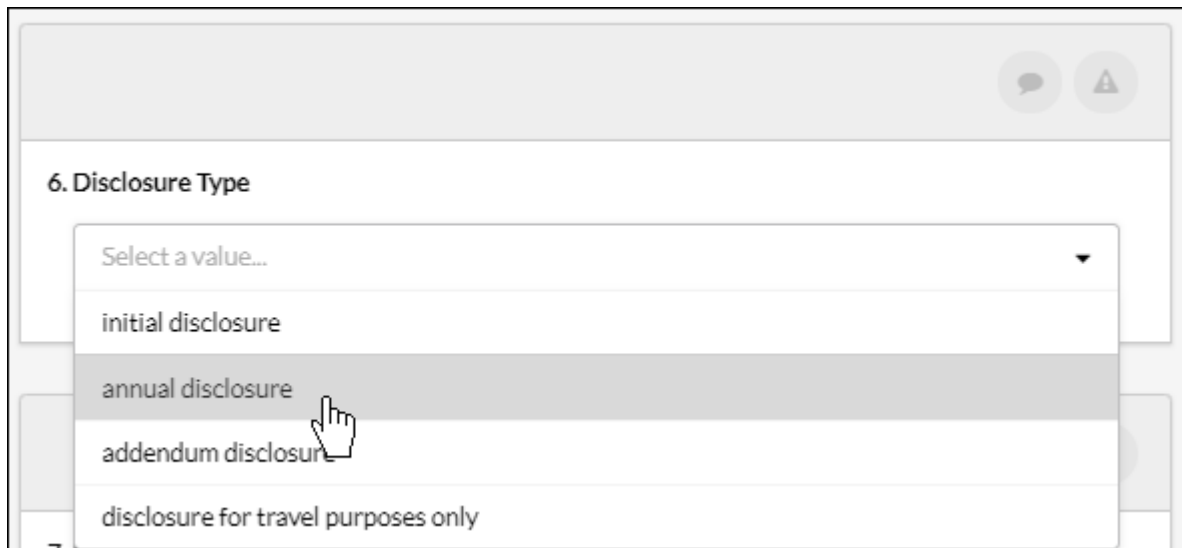 6. Disclosure Type
Select a value...
initial disclosure
annual disclosure
addendum disclosure
disclosure for travel purposes only